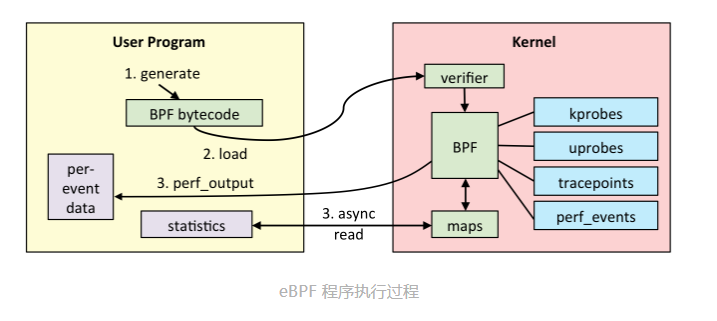 User Program
1. generate
BPF bytecode
2. load
per-
event
data
3. perf_output
statistics
3. async
read
Kernel
verifier
BPF
maps
kprobes
uprobes
tracepoints
perf_events
eBPF 程序执行过程